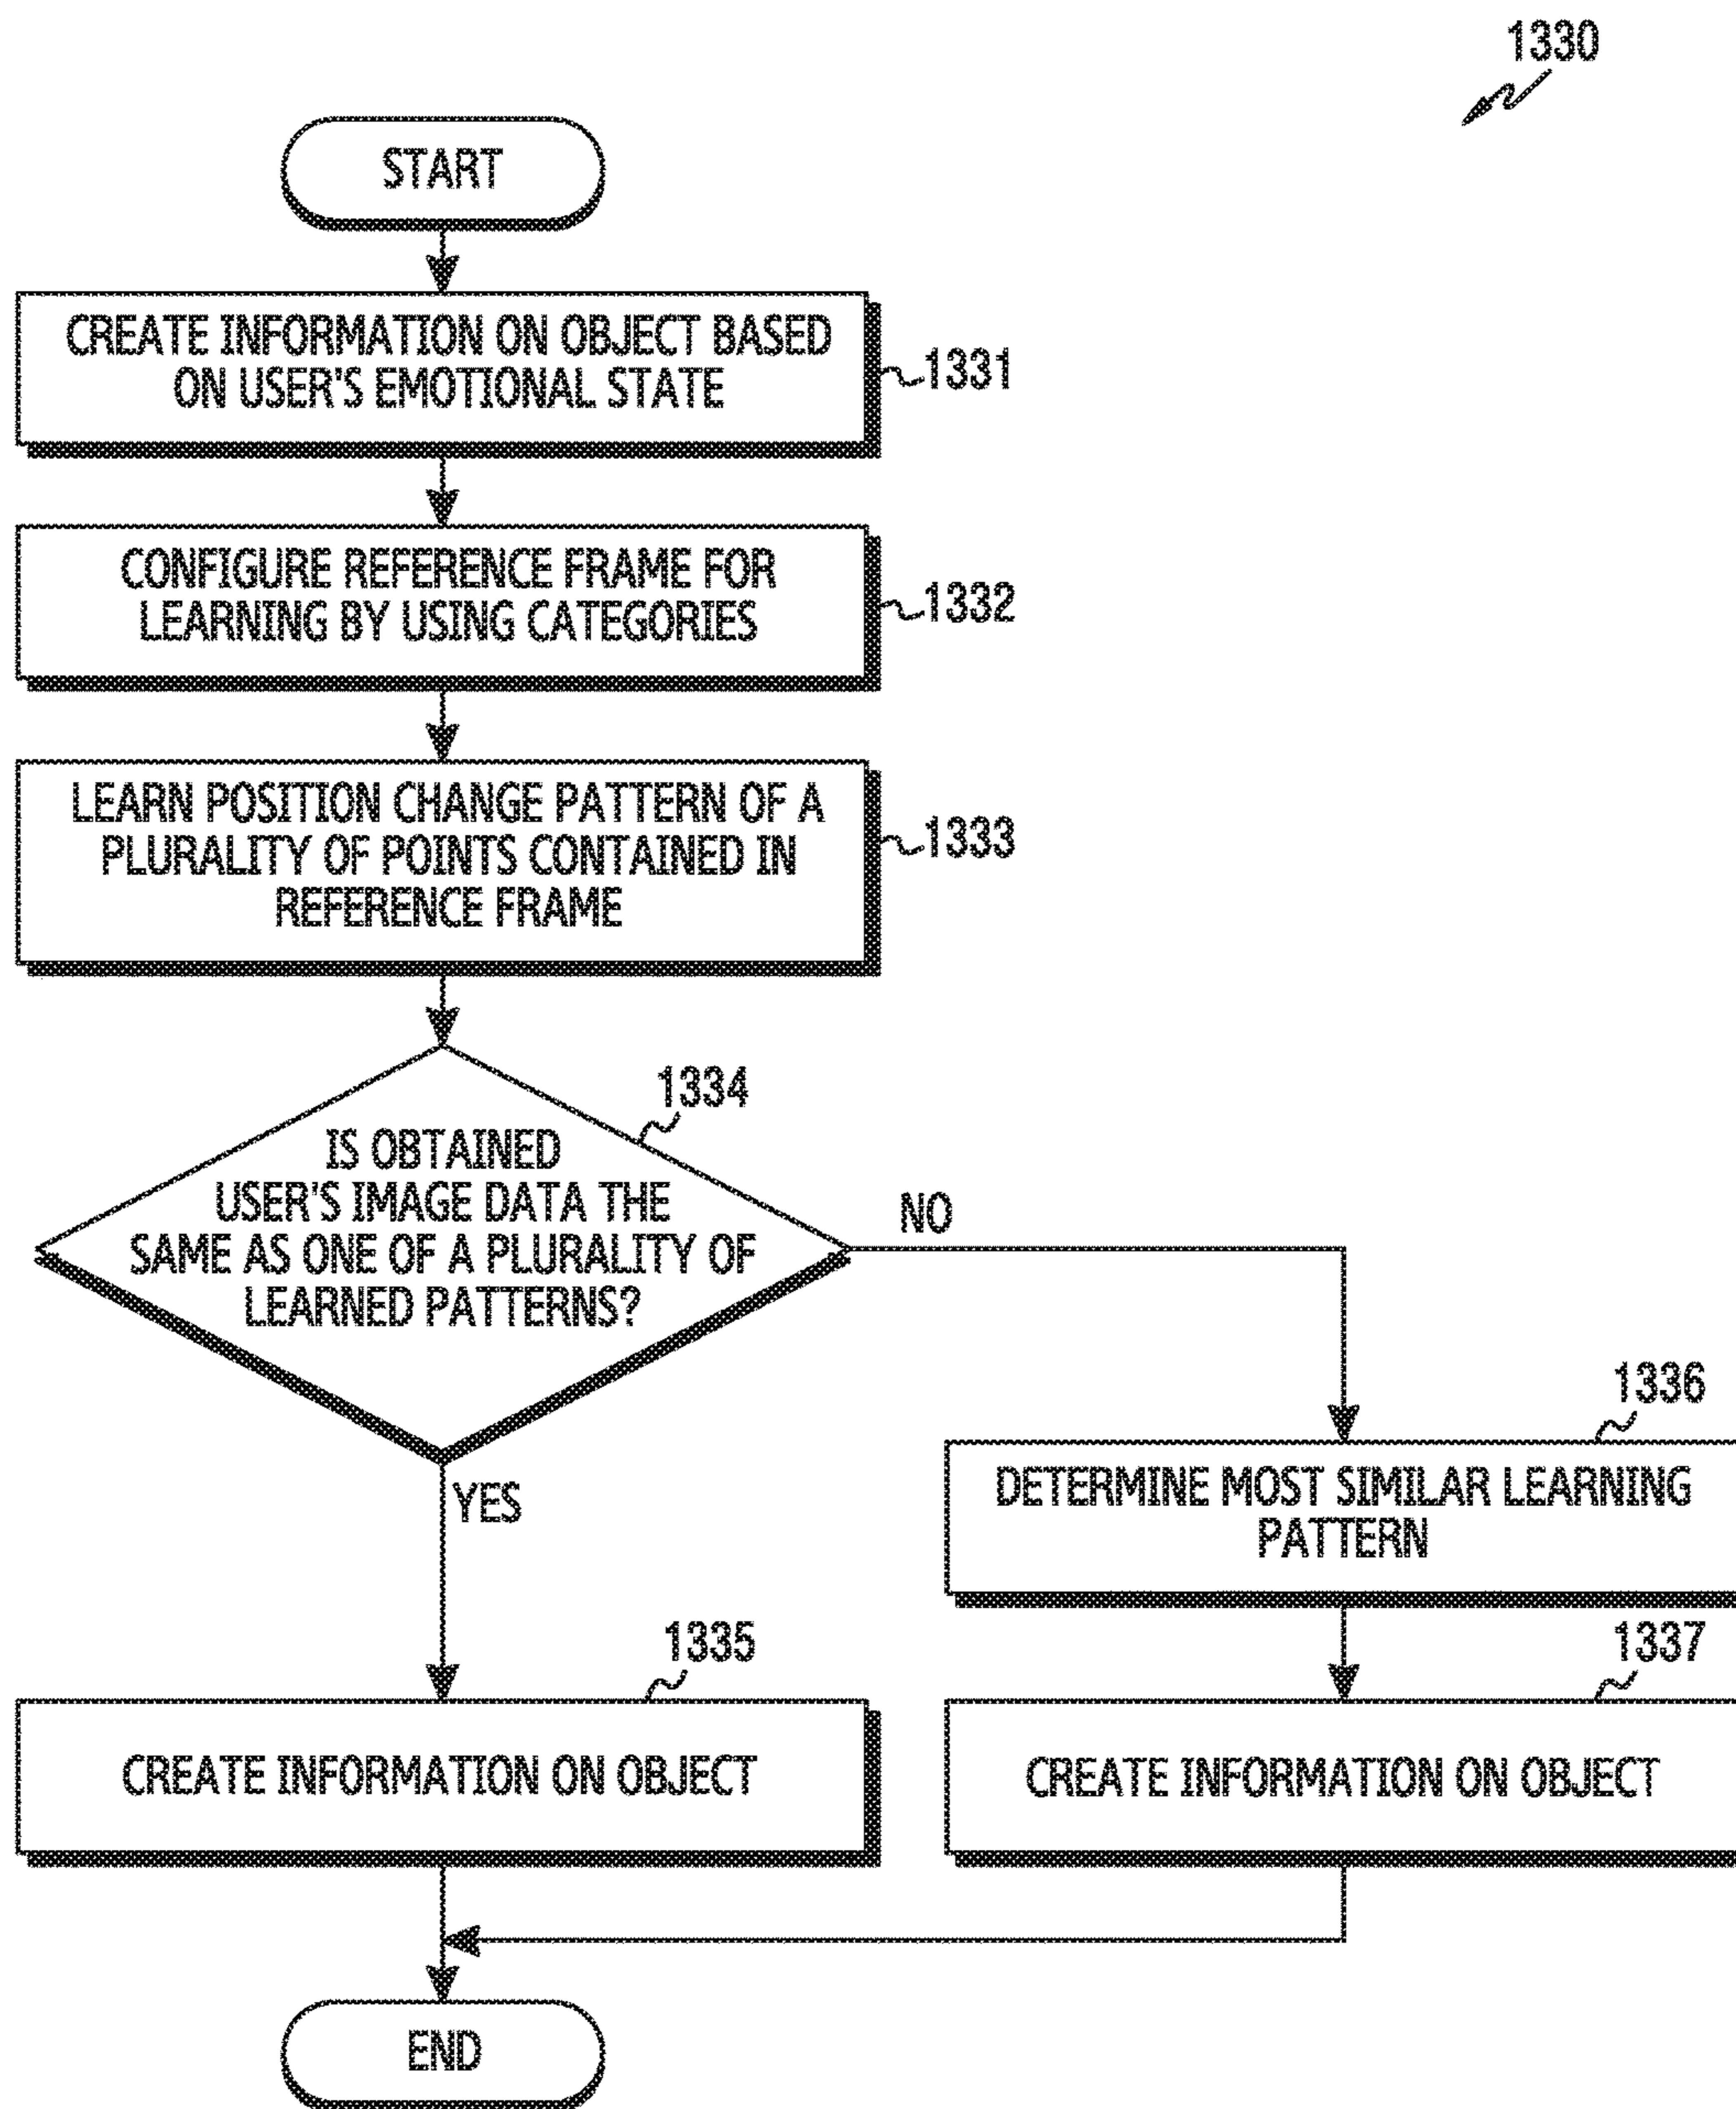 1330
START
CREATE INFORMATION ON OBJECT BASED
ON USER'S EMOTIONAL STATE
1331
CONFIGURE REFERENCE FRAME FOR
LEARNING BY USING CATEGORIES
1332
LEARN POSITION CHANGE PATTERN OF A
PLURALITY OF POINTS CONTAINED IN
REFERENCE FRAME
1333
1334
IS OBTAINED
USER'S IMAGE DATA THE
SAME AS ONE OF A PLURALITY OF
LEARNED PATTERNS?
NO
YES
1336
DETERMINE MOST SIMILAR LEARNING
PATTERN
1335
CREATE INFORMATION ON OBJECT
1337
CREATE INFORMATION ON OBJECT
END